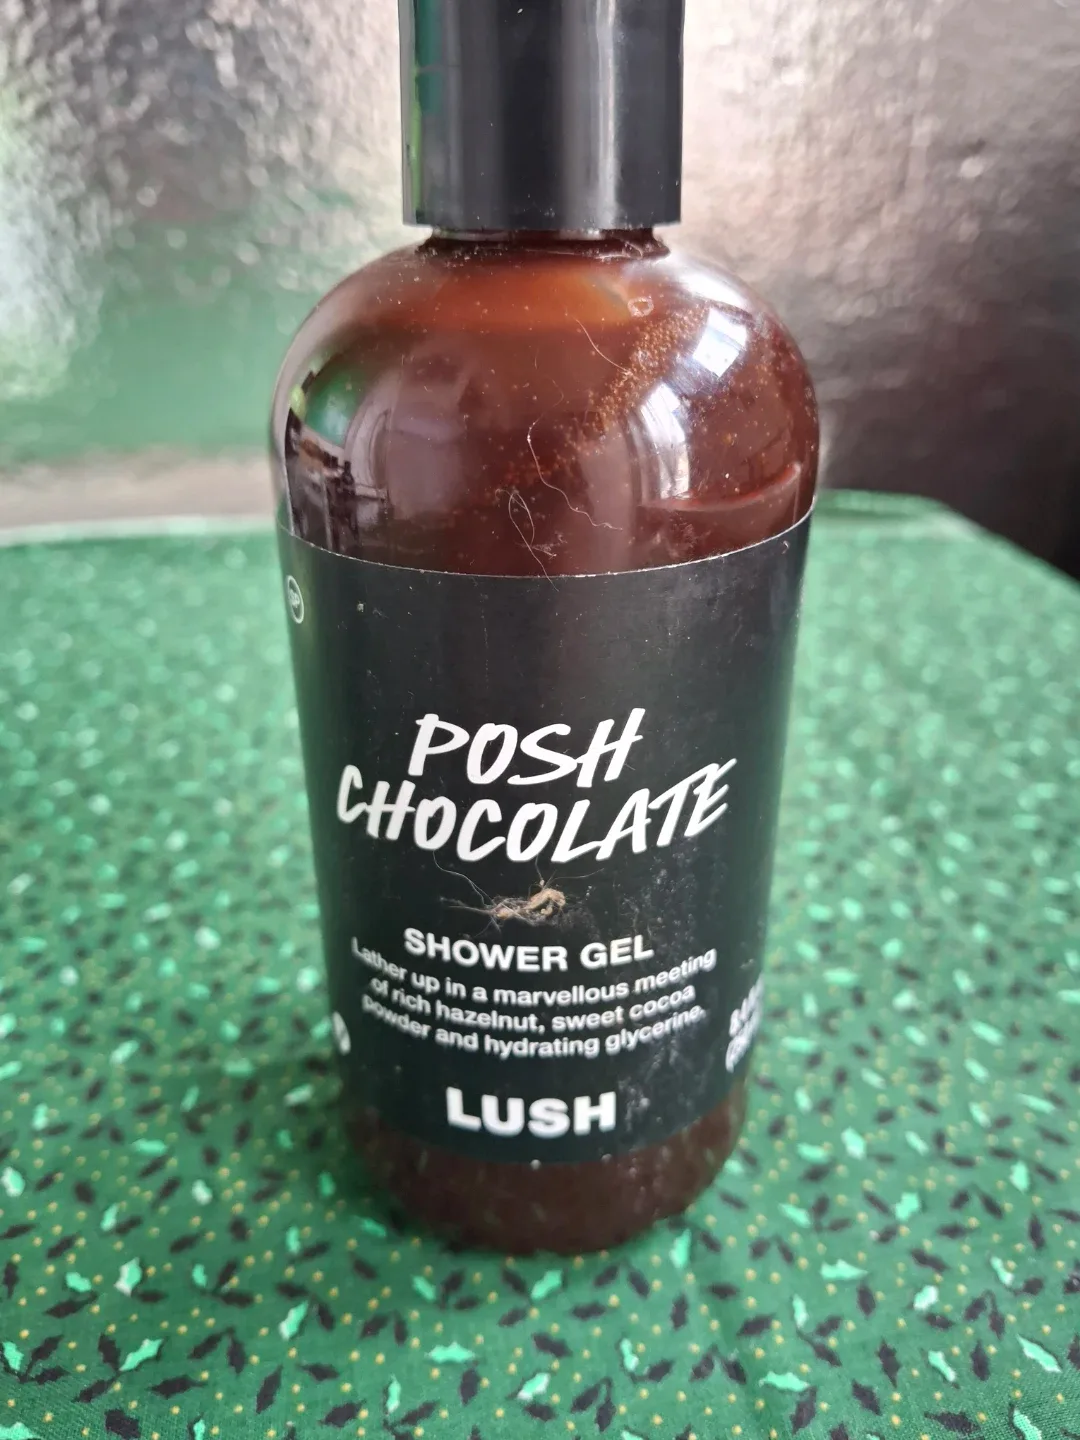 POSH
CHOCOLATE
SHOWER GEL
Lather up in a marvellous meeting
of rich hazelnut, sweet cocoa
powder and hydrating glycerine.
LUSH